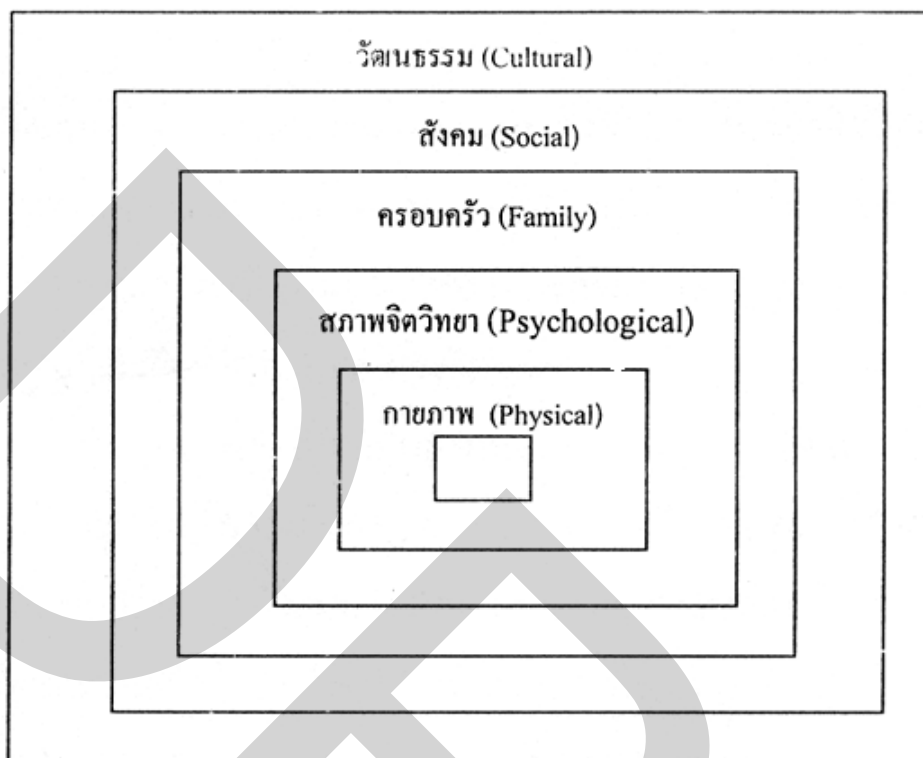 วัฒนธรรม (Cultural)
สังคม (Social)
ครอบครัว (Family)
สภาพจิตวิทยา (Psychological)
กายภาพ (Physical)